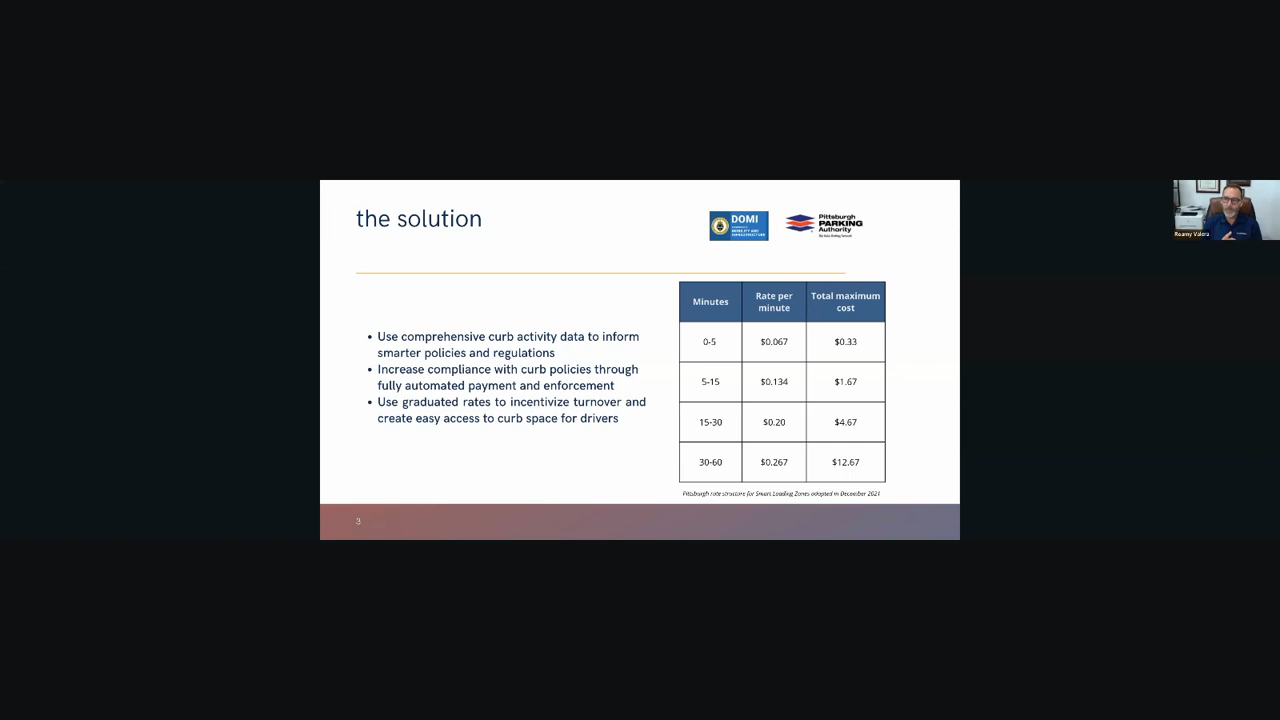 the solution
DOMI
Pittsburgh
PARKING
Authority
Use comprehensive curb activity data to inform
smarter policies and regulations
Increase compliance with curb policies through
fully automated payment and enforcement
Use graduated rates to incentivize turnover and
create easy access to curb space for drivers
Minutes Rate per minute Total maximum cost
0-5 $0.067 $0.33
5-15 $0.134 $1.67
15-30 $0.20 $4.67
30-60 $0.267 $12.67
Pittsburgh rate structure for Smart Loading Zones adopted in December 2021
3
Roamy Valera